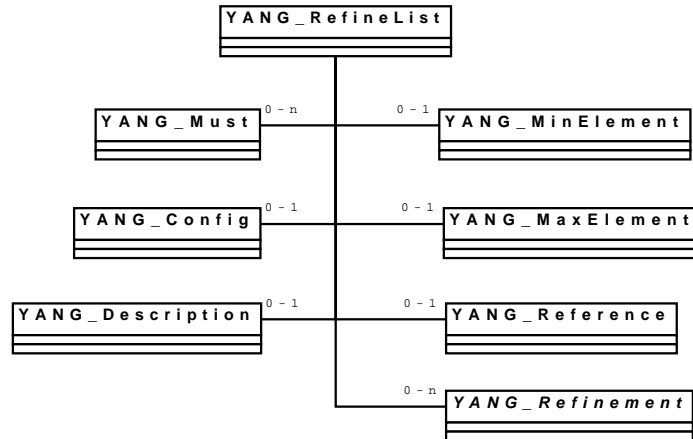 YANG_RefineList
0-n
0-1
YANG_Must
YANG_MinElement
0-1
0-1
YANG_Config
YANG_MaxElement
0-1
0-1
YANG_Description
YANG_Reference
0-n
YANG_Refinement